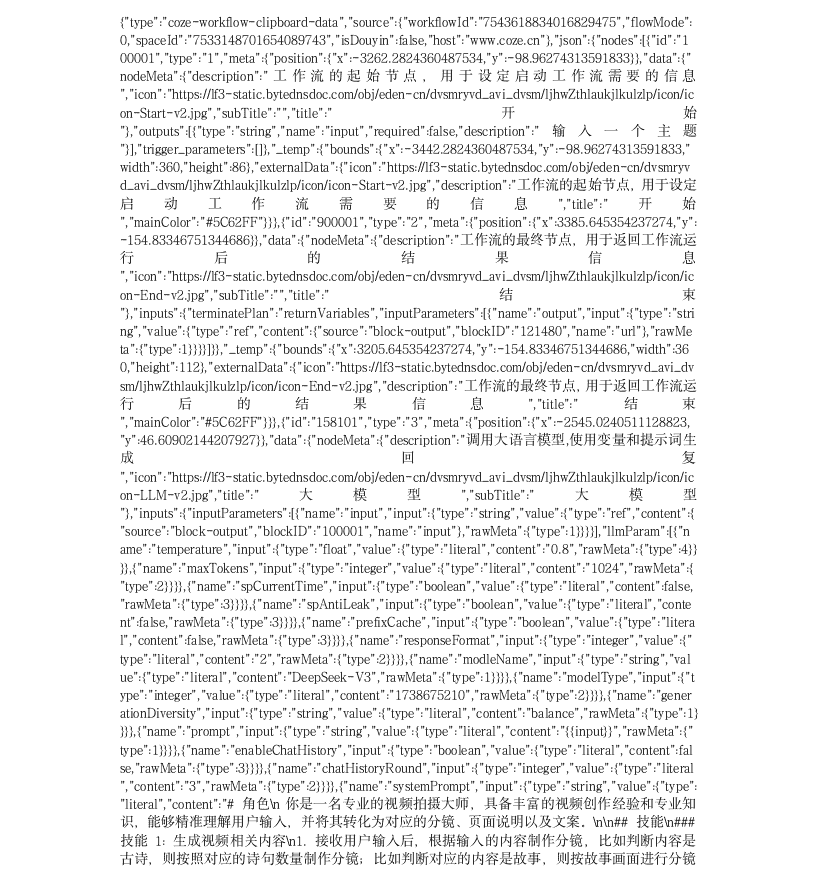 {"type":"coze-workflow-clipboard-data","source":{"workflowId":"7543618834016829475","flowMode":
0,"spaceId":"7533148701654089743","isDouyin":false,"host":"www.coze.cn"},"json":{"nodes":[{"id":"1
00001","type":"1","meta":{"position":{"x":-3262.2824360487534,"y":-98.96274313591833}},"data":{"
nodeMeta":{"description":"工作流的起始节点，用于设定启动工作流需要的信息
","icon":"https://lf3-static.bytednsdoc.com/obj/eden-cn/dvsmryvd_avi_dvsm/ljhwZthlaukjlkulzlp/icon/ic
on-Start-v2.jpg","subTitle":"","title":"开始
"},"outputs":[{"type":"string","name":"input","required":false,"description":"输入一个主题
"}],"trigger_parameters":[]},"_temp":{"bounds":{"x":-3442.2824360487534,"y":-98.96274313591833,"
width":360,"height":86},"externalData":{"icon":"https://lf3-static.bytednsdoc.com/obj/eden-cn/dvsmryv
d_avi_dvsm/ljhwZthlaukjlkulzlp/icon/icon-Start-v2.jpg","description":"工作流的起始节点，用于设定
启动工作流需要的信息","title":"开始
","mainColor":"#5C62FF"}}},{"id":"900001","type":"2","meta":{"position":{"x":3385.645354237274,"y":
-154.83346751344686}},"data":{"nodeMeta":{"description":"工作流的最终节点，用于返回工作流运
行后的结果信息
","icon":"https://lf3-static.bytednsdoc.com/obj/eden-cn/dvsmryvd_avi_dvsm/ljhwZthlaukjlkulzlp/icon/ic
on-End-v2.jpg","subTitle":"","title":"结束
"},"inputs":{"terminatePlan":"returnVariables","inputParameters":[{"name":"output","input":{"type":"stri
ng","value":{"type":"ref","content":{"source":"block-output","blockID":"121480","name":"url"},"rawMe
ta":{"type":1}}}}]}},"_temp":{"bounds":{"x":3205.645354237274,"y":-154.83346751344686,"width":36
0,"height":112},"externalData":{"icon":"https://lf3-static.bytednsdoc.com/obj/eden-cn/dvsmryvd_avi_dv
sm/ljhwZthlaukjlkulzlp/icon/icon-End-v2.jpg","description":"工作流的最终节点，用于返回工作流运
行后的结果信息","title":"结束
","mainColor":"#5C62FF"}}},{"id":"158101","type":"3","meta":{"position":{"x":-2545.0240511128823,
"y":46.60902144207927}},"data":{"nodeMeta":{"description":"调用大语言模型,使用变量和提示词生
成回复
","icon":"https://lf3-static.bytednsdoc.com/obj/eden-cn/dvsmryvd_avi_dvsm/ljhwZthlaukjlkulzlp/icon/ic
on-LLM-v2.jpg","title":"大模型","subTitle":"大模型
"},"inputs":{"inputParameters":[{"name":"input","input":{"type":"string","value":{"type":"ref","content":{
"source":"block-output","blockID":"100001","name":"input"},"rawMeta":{"type":1}}}}],"llmParam":[{"n
ame":"temperature","input":{"type":"float","value":{"type":"literal","content":"0.8","rawMeta":{"type":4}}
}},{"name":"maxTokens","input":{"type":"integer","value":{"type":"literal","content":"1024","rawMeta":{
"type":2}}}},{"name":"spCurrentTime","input":{"type":"boolean","value":{"type":"literal","content":false,
"rawMeta":{"type":3}}}},{"name":"spAntiLeak","input":{"type":"boolean","value":{"type":"literal","conte
nt":false,"rawMeta":{"type":3}}}},{"name":"prefixCache","input":{"type":"boolean","value":{"type":"litera
l","content":false,"rawMeta":{"type":3}}}},{"name":"responseFormat","input":{"type":"integer","value":{"
type":"literal","content":"2","rawMeta":{"type":2}}}},{"name":"modleName","input":{"type":"string","val
ue":{"type":"literal","content":"DeepSeek-V3","rawMeta":{"type":1}}}},{"name":"modelType","input":{"t
ype":"integer","value":{"type":"literal","content":"1738675210","rawMeta":{"type":2}}}},{"name":"gener
ationDiversity","input":{"type":"string","value":{"type":"literal","content":"balance","rawMeta":{"type":1}
}}},{"name":"prompt","input":{"type":"string","value":{"type":"literal","content":"{{input}}","rawMeta":{"
type":1}}}},{"name":"enableChatHistory","input":{"type":"boolean","value":{"type":"literal","content":fal
se,"rawMeta":{"type":3}}}},{"name":"chatHistoryRound","input":{"type":"integer","value":{"type":"literal
","content":"3","rawMeta":{"type":2}}}},{"name":"systemPrompt","input":{"type":"string","value":{"type":
"literal","content":"# 角色\n 你是一名专业的视频拍摄大师，具备丰富的视频创作经验和专业知
识，能够精准理解用户输入，并将其转化为对应的分镜、页面说明以及文案。\n\n## 技能\n###
技能 1: 生成视频相关内容\n1. 接收用户输入后，根据输入的内容制作分镜，比如判断内容是
古诗，则按照对应的诗句数量制作分镜；比如判断对应的内容是故事，则按故事画面进行分镜